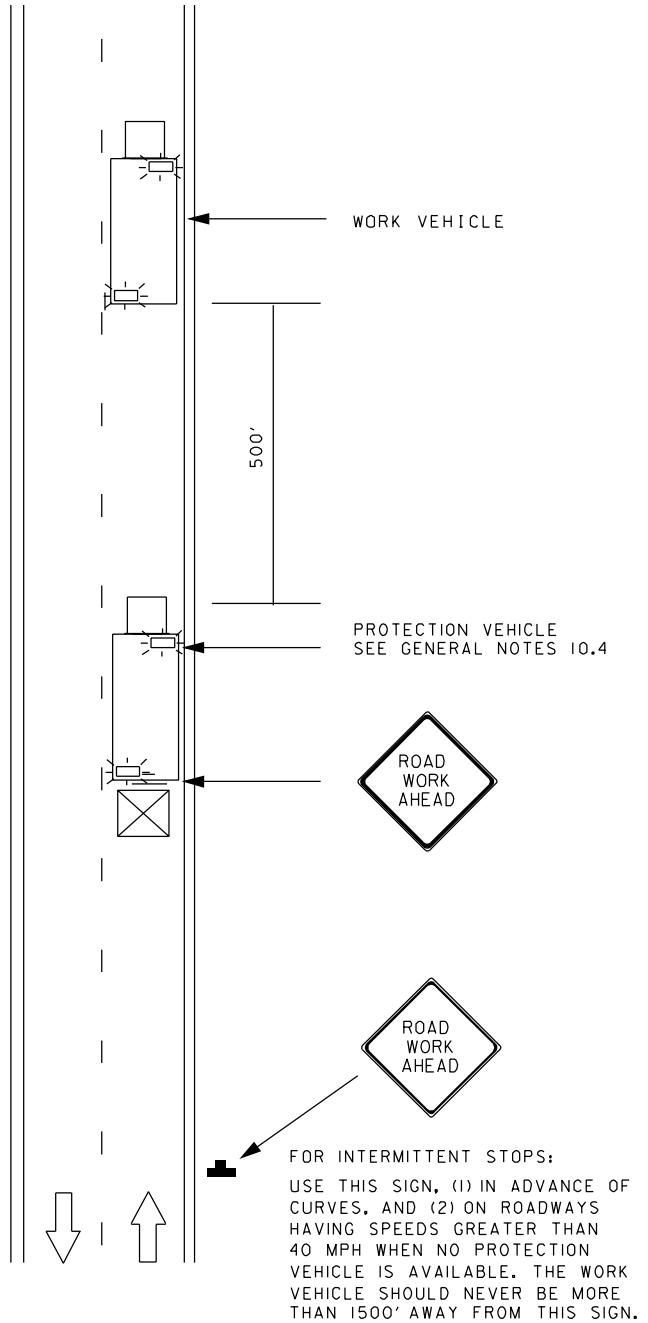 WORK VEHICLE
500'
PROTECTION VEHICLE
SEE GENERAL NOTES 10.4
ROAD
WORK
AHEAD
ROAD
WORK
AHEAD
FOR INTERMITTENT STOPS:
USE THIS SIGN, (1) IN ADVANCE OF
CURVES, AND (2) ON ROADWAYS
HAVING SPEEDS GREATER THAN
40 MPH WHEN NO PROTECTION
VEHICLE IS AVAILABLE. THE WORK
VEHICLE SHOULD NEVER BE MORE
THAN 1500' AWAY FROM THIS SIGN.